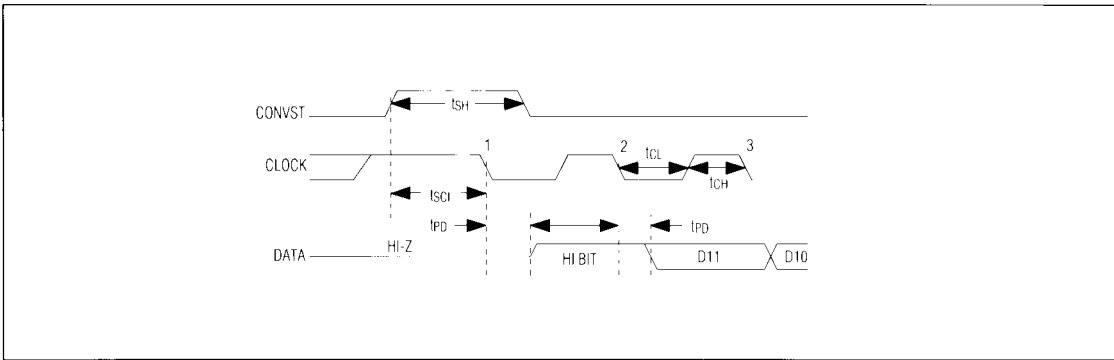 CONVST
tSH
CLOCK
1
2
tCL
3
tCH
tSCI
tPD
tPD
DATA
HI-Z
HI BIT
D11
D10